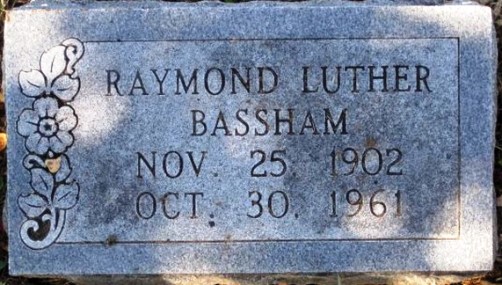 RAYMOND LUTHER
BASSHAM
NOV. 25. 1902
OCT. 30. 1961